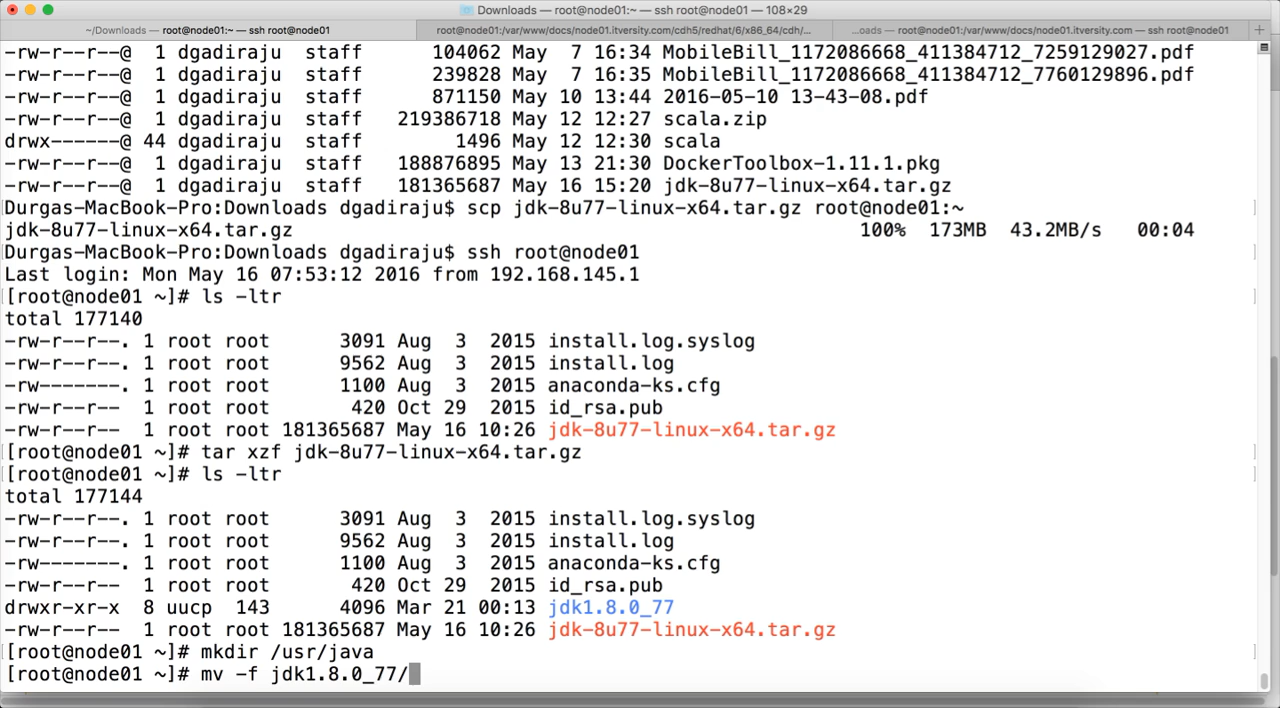 Downloads — root@node01:~ — ssh root@node01 — 108×29
~/Downloads — root@node01:~ — ssh root@node01
root@node01:/var/www/docs/node01.itversity.com/cdh5/redhat/6/x86_64/cdh/...
...oads — root@node01:/var/www/docs/node01.itversity.com — ssh root@node01
+
-rw-r--r--@ 1 dgadiraju staff 104062 May 7 16:34 MobileBill_1172086668_411384712_7259129027.pdf
-rw-r--r--@ 1 dgadiraju staff 239828 May 7 16:35 MobileBill_1172086668_411384712_7760129896.pdf
-rw-r--r--@ 1 dgadiraju staff 871150 May 10 13:44 2016-05-10 13-43-08.pdf
-rw-r--r--@ 1 dgadiraju staff 219386718 May 12 12:27 scala.zip
drwx------@ 44 dgadiraju staff 1496 May 12 12:30 scala
-rw-r--r--@ 1 dgadiraju staff 188876895 May 13 21:30 DockerToolbox-1.11.1.pkg
-rw-r--r--@ 1 dgadiraju staff 181365687 May 16 15:20 jdk-8u77-linux-x64.tar.gz
Durgas-MacBook-Pro:Downloads dgadiraju$ scp jdk-8u77-linux-x64.tar.gz root@node01:~
jdk-8u77-linux-x64.tar.gz 100% 173MB 43.2MB/s 00:04
Durgas-MacBook-Pro:Downloads dgadiraju$ ssh root@node01
Last login: Mon May 16 07:53:12 2016 from 192.168.145.1
[root@node01 ~]# ls -ltr
total 177140
-rw-r--r--. 1 root root 3091 Aug 3 2015 install.log.syslog
-rw-r--r--. 1 root root 9562 Aug 3 2015 install.log
-rw-------. 1 root root 1100 Aug 3 2015 anaconda-ks.cfg
-rw-r--r-- 1 root root 420 Oct 29 2015 id_rsa.pub
-rw-r--r-- 1 root root 181365687 May 16 10:26 jdk-8u77-linux-x64.tar.gz
[root@node01 ~]# tar xzf jdk-8u77-linux-x64.tar.gz
[root@node01 ~]# ls -ltr
total 177144
-rw-r--r--. 1 root root 3091 Aug 3 2015 install.log.syslog
-rw-r--r--. 1 root root 9562 Aug 3 2015 install.log
-rw-------. 1 root root 1100 Aug 3 2015 anaconda-ks.cfg
-rw-r--r-- 1 root root 420 Oct 29 2015 id_rsa.pub
drwxr-xr-x 8 uucp 143 4096 Mar 21 00:13 jdk1.8.0_77
-rw-r--r-- 1 root root 181365687 May 16 10:26 jdk-8u77-linux-x64.tar.gz
[root@node01 ~]# mkdir /usr/java
[root@node01 ~]# mv -f jdk1.8.0_77/